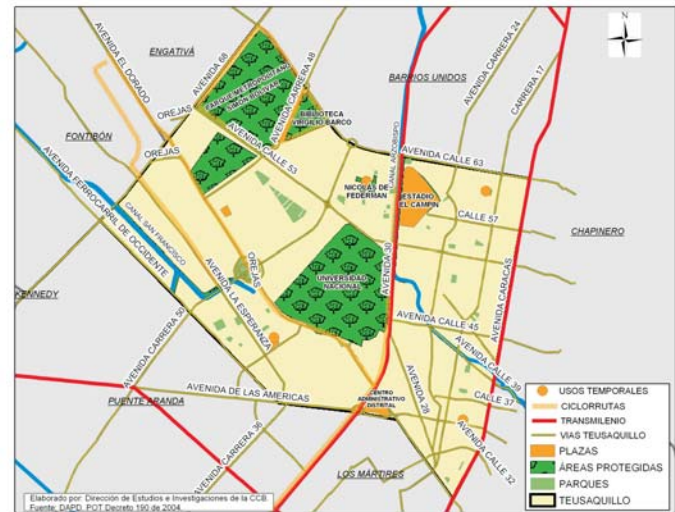 N
AVENIDA CARRERA 24
ENGATIVÁ
AVENIDA EL DORADO
AVENIDA 68
AVENIDA CARRERA 48
PARQUE METROPOLITANO
SIMÓN BOLIVAR
BARRIOS UNIDOS
CARRERA 17
OREJAS
BIBLIOTECA
VIRGILIO BARCO
FONTIBÓN
OREJAS
AVENIDA CALLE 53
CANAL ARZOBISPO
AVENIDA CALLE 63
AVENIDA FERROCARRIL DE OCCIDENTE
NICOLAS DE
FEDERMAN
ESTADIO
EL CAMPIN
CANAL SAN FRANCISCO
CALLE 57
CHAPINERO
OREJAS
UNIVERSIDAD
NACIONAL
AVENIDA 30
AVENIDA CARACAS
KENNEDY
AVENIDA LA ESPERANZA
AVENIDA CARRERA 50
AVENIDA CALLE 45
AVENIDA CALLE 39
AVENIDA DE LAS AMERICAS
CENTRO
ADMINISTRATIVO
DISTRITAL
AVENIDA 28
CALLE 37
PUENTE ARANDA
AVENIDA CARRERA 36
AVENIDA CALLE 32
LOS MÁRTIRES
USOS TEMPORALES
CICLORRUTAS
TRANSMILENIO
VIAS TEUSAQUILLO
PLAZAS
ÁREAS PROTEGIDAS
PARQUES
TEUSAQUILLO
Elaborado por: Dirección de Estudios e Investigaciones de la CCB.
Fuente: DAPD, POT Decreto 190 de 2004.